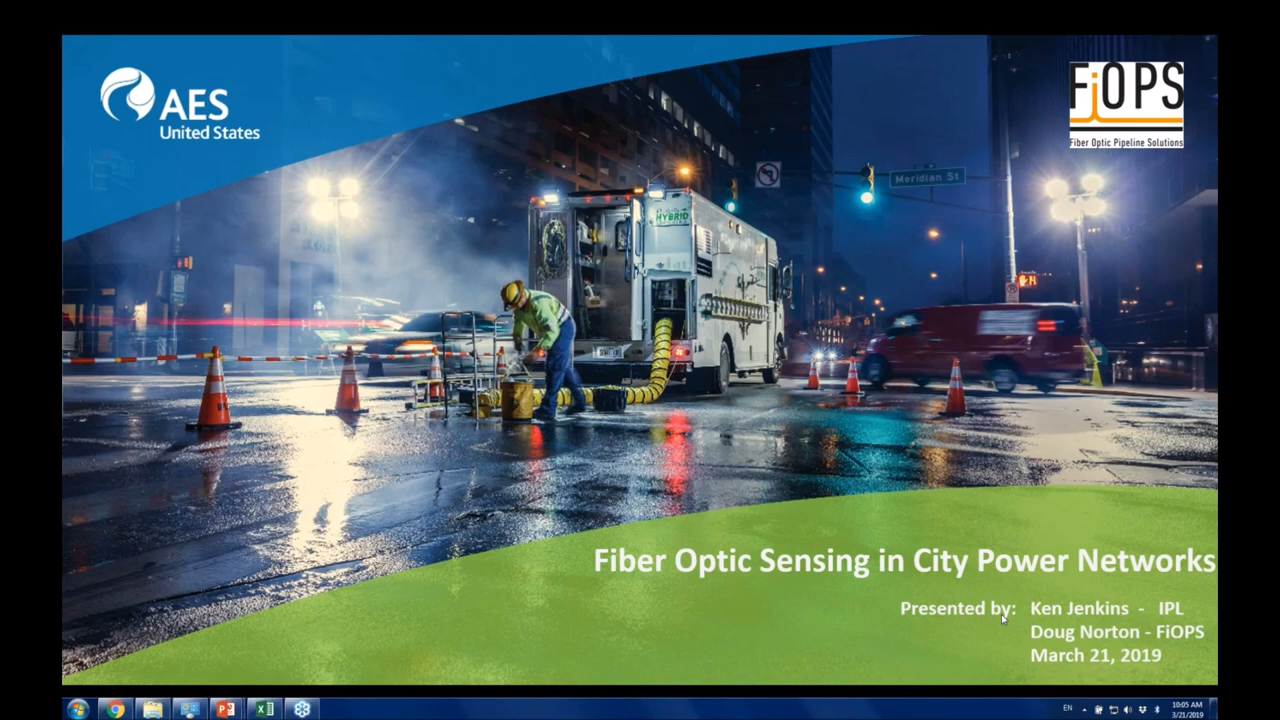 AES
United States
FiOPS
Fiber Optic Pipeline Solutions
HYBRID
Meridian St
Fiber Optic Sensing in City Power Networks
Presented by: Ken Jenkins - IPL
Doug Norton - FiOPS
March 21, 2019
EN
10:05 AM
3/21/2019